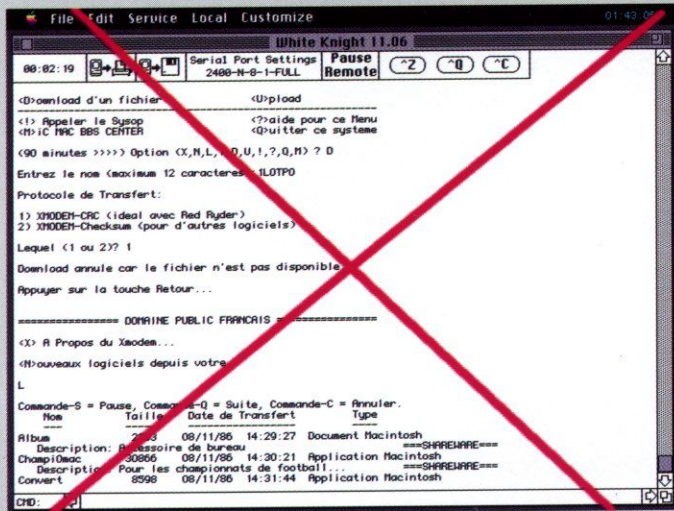 File Edit Service Local Customize 01:43:0
White Knight 11.06
00:02:19 Serial Port Settings 2400-N-8-1-FULL Pause Remote ^Z ^Q ^C
<D>ownload d'un fichier <U>pload
<!> Appeler le Sysop <?>aide pour ce Menu
<M>iC MAC BBS CENTER <Q>uitter ce systeme
(90 minutes >>>>) Option (X,N,L, ,D,U,!,?,Q,M) ? D
Entrez le nom (maximum 12 caracteres 1LOTPO
Protocole de Transfert:
1) XMODEM-CRC (ideal avec Red Ryder)
2) XMODEM-Checksum (pour d'autres logiciels)
Lequel (1 ou 2)? 1
Download annule car le fichier n'est pas disponible
Appuyer sur la touche Retour...
================ DOMAINE PUBLIC FRANCAIS ================
<X> A Propos du Xmodem...
<N>ouveaux logiciels depuis votre
L
Commande-S = Pause, Commande-Q = Suite, Commande-C = Annuler.
Nom Taille Date de Transfert Type
Album 08/11/86 14:29:27 Document Macintosh
Description: Accessoire de bureau ===SHAREWARE===
ChampiOmac 30866 08/11/86 14:30:21 Application Macintosh
Description: Pour les championnats de football... ===SHAREWARE===
Convert 8598 08/11/86 14:31:44 Application Macintosh
CMD: